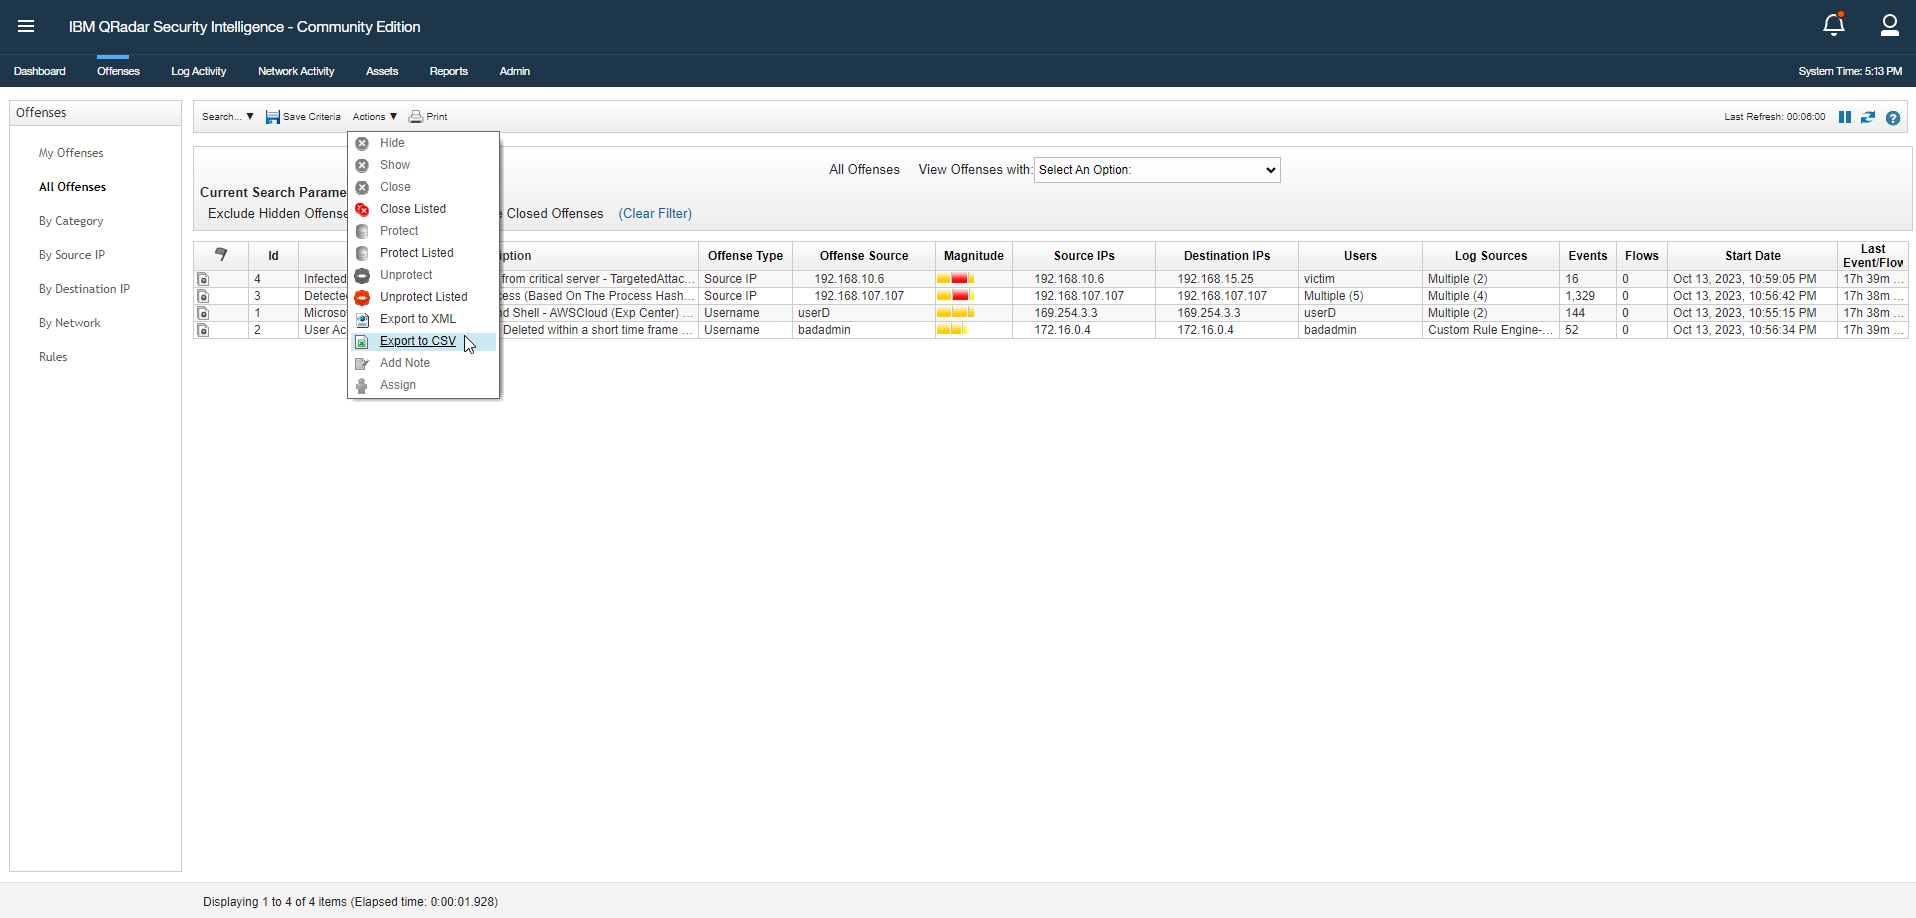 IBM QRadar Security Intelligence - Community Edition
Dashboard Offenses Log Activity Network Activity Assets Reports Admin System Time: 5:13 PM
Offenses
My Offenses
All Offenses
By Category
By Source IP
By Destination IP
By Network
Rules
Search... ▼ Save Criteria Actions ▼ Print Last Refresh: 00:06:00
Hide
Show
Close
Close Listed
Protect
Protect Listed
Unprotect
Unprotect Listed
Export to XML
Export to CSV
Add Note
Assign
All Offenses View Offenses with: Select An Option:
Current Search Parame
Exclude Hidden Offense e Closed Offenses (Clear Filter)
Id iption Offense Type Offense Source Magnitude Source IPs Destination IPs Users Log Sources Events Flows Start Date Last Event/Flow
4 Infected from critical server - TargetedAttac... Source IP 192.168.10.6 192.168.10.6 192.168.15.25 victim Multiple (2) 16 0 Oct 13, 2023, 10:59:05 PM 17h 39m ...
3 Detecte cess (Based On The Process Hash... Source IP 192.168.107.107 192.168.107.107 192.168.107.107 Multiple (5) Multiple (4) 1,329 0 Oct 13, 2023, 10:56:42 PM 17h 38m ...
1 Microso nd Shell - AWSCloud (Exp Center) ... Username userD 169.254.3.3 169.254.3.3 userD Multiple (2) 144 0 Oct 13, 2023, 10:55:15 PM 17h 38m ...
2 User Acc Deleted within a short time frame ... Username badadmin 172.16.0.4 172.16.0.4 badadmin Custom Rule Engine-... 52 0 Oct 13, 2023, 10:56:34 PM 17h 39m ...
Displaying 1 to 4 of 4 items (Elapsed time: 0:00:01.928)